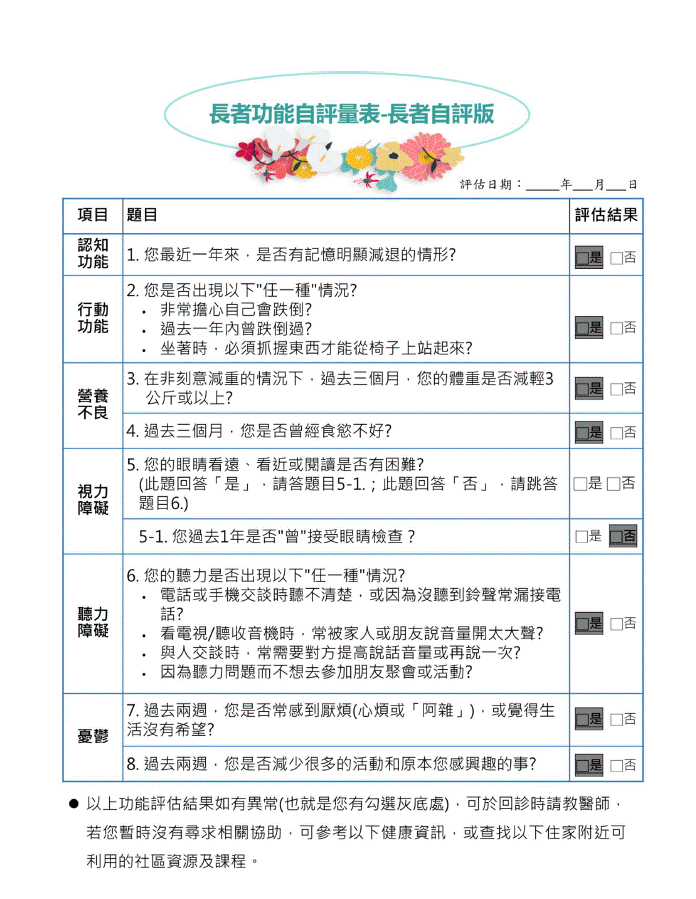 長者功能自評量表-長者自評版
評估日期：_____年___月___日
項目 題目 評估結果
認知
功能
1. 您最近一年來，是否有記憶明顯減退的情形?
□是 □否
行動
功能
2. 您是否出現以下"任一種"情況?
• 非常擔心自己會跌倒?
• 過去一年內曾跌倒過?
• 坐著時，必須抓握東西才能從椅子上站起來?
□是 □否
營養
不良
3. 在非刻意減重的情況下，過去三個月，您的體重是否減輕3
公斤或以上?
□是 □否
4. 過去三個月，您是否曾經食慾不好?
□是 □否
視力
障礙
5. 您的眼睛看遠、看近或閱讀是否有困難?
(此題回答「是」，請答題目5-1.；此題回答「否」，請跳答
題目6.)
□是 □否
5-1. 您過去1年是否"曾"接受眼睛檢查？
□是 □否
聽力
障礙
6. 您的聽力是否出現以下"任一種"情況?
• 電話或手機交談時聽不清楚，或因為沒聽到鈴聲常漏接電
話?
• 看電視/聽收音機時，常被家人或朋友說音量開太大聲?
• 與人交談時，常需要對方提高說話音量或再說一次?
• 因為聽力問題而不想去參加朋友聚會或活動?
□是 □否
憂鬱
7. 過去兩週，您是否常感到厭煩(心煩或「阿雜」)，或覺得生
活沒有希望?
□是 □否
8. 過去兩週，您是否減少很多的活動和原本您感興趣的事?
□是 □否
● 以上功能評估結果如有異常(也就是您有勾選灰底處)，可於回診時請教醫師，
若您暫時沒有尋求相關協助，可參考以下健康資訊，或查找以下住家附近可
利用的社區資源及課程。